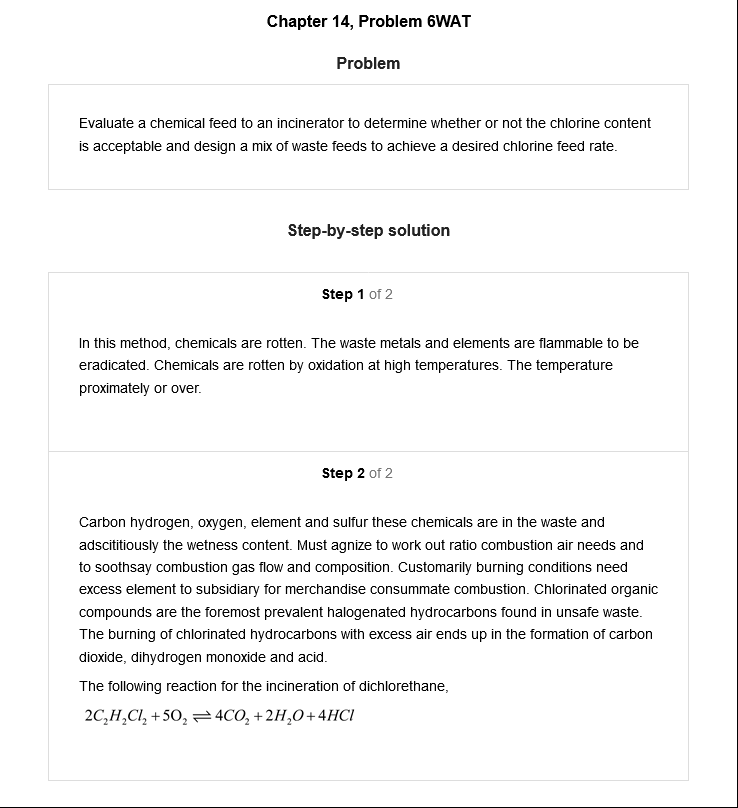 Chapter 14, Problem 6WAT
Problem
Evaluate a chemical feed to an incinerator to determine whether or not the chlorine content
is acceptable and design a mix of waste feeds to achieve a desired chlorine feed rate.
Step-by-step solution
Step 1 of 2
In this method, chemicals are rotten. The waste metals and elements are flammable to be
eradicated. Chemicals are rotten by oxidation at high temperatures. The temperature
proximately or over.
Step 2 of 2
Carbon hydrogen, oxygen, element and sulfur these chemicals are in the waste and
adscititiously the wetness content. Must agnize to work out ratio combustion air needs and
to soothsay combustion gas flow and composition. Customarily burning conditions need
excess element to subsidiary for merchandise consummate combustion. Chlorinated organic
compounds are the foremost prevalent halogenated hydrocarbons found in unsafe waste.
The burning of chlorinated hydrocarbons with excess air ends up in the formation of carbon
dioxide, dihydrogen monoxide and acid.
The following reaction for the incineration of dichlorethane,
2C₂H₂Cl₂ + 5O₂ ⇌ 4CO₂ + 2H₂O + 4HCl